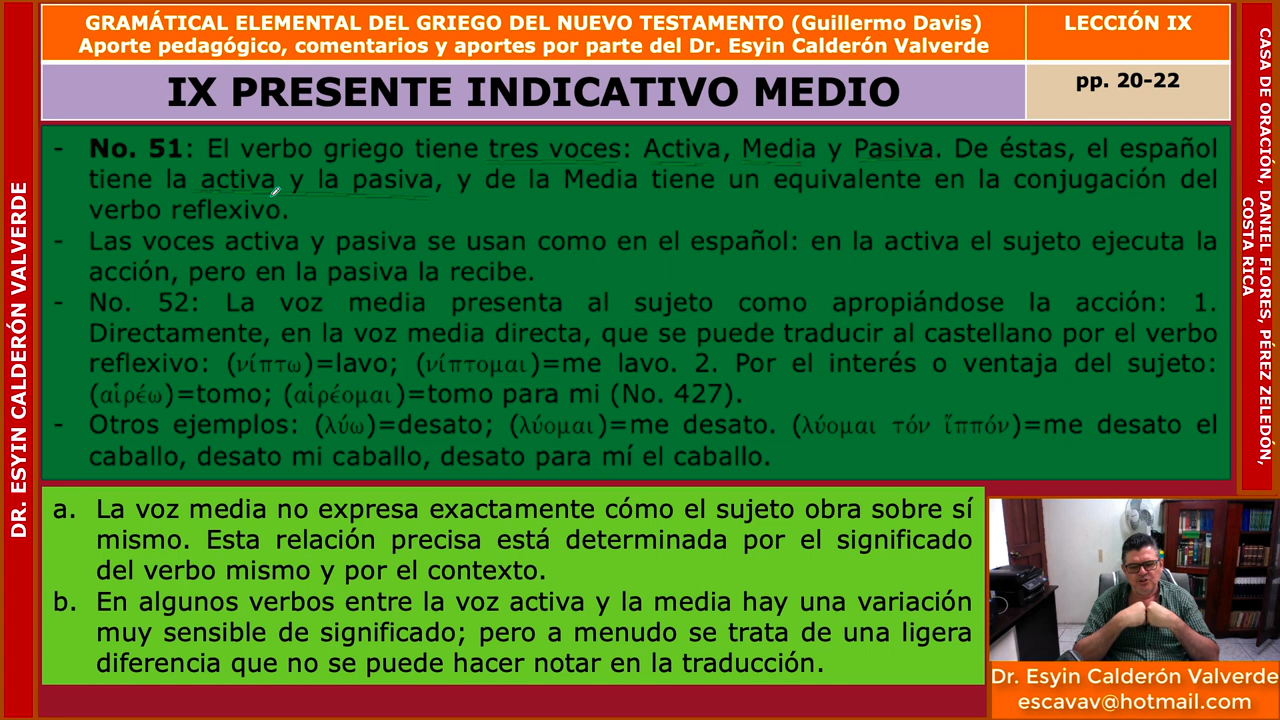 GRAMÁTICAL ELEMENTAL DEL GRIEGO DEL NUEVO TESTAMENTO (Guillermo Davis)
Aporte pedagógico, comentarios y aportes por parte del Dr. Esyin Calderón Valverde
LECCIÓN IX
IX PRESENTE INDICATIVO MEDIO
pp. 20-22
- No. 51: El verbo griego tiene tres voces: Activa, Media y Pasiva. De éstas, el español
tiene la activa y la pasiva, y de la Media tiene un equivalente en la conjugación del
verbo reflexivo.
- Las voces activa y pasiva se usan como en el español: en la activa el sujeto ejecuta la
acción, pero en la pasiva la recibe.
- No. 52: La voz media presenta al sujeto como apropiándose la acción: 1.
Directamente, en la voz media directa, que se puede traducir al castellano por el verbo
reflexivo: (νίπτω)=lavo; (νίπτομαι)=me lavo. 2. Por el interés o ventaja del sujeto:
(αἱρέω)=tomo; (αἱρέομαι)=tomo para mi (No. 427).
- Otros ejemplos: (λύω)=desato; (λύομαι)=me desato. (λύομαι τόν ἵππόν)=me desato el
caballo, desato mi caballo, desato para mí el caballo.
a. La voz media no expresa exactamente cómo el sujeto obra sobre sí
mismo. Esta relación precisa está determinada por el significado
del verbo mismo y por el contexto.
b. En algunos verbos entre la voz activa y la media hay una variación
muy sensible de significado; pero a menudo se trata de una ligera
diferencia que no se puede hacer notar en la traducción.
DR. ESYIN CALDERÓN VALVERDE
CASA DE ORACIÓN, DANIEL FLORES, PÉREZ ZELEDÓN,
COSTA RICA
Dr. Esyin Calderón Valverde
escavav@hotmail.com